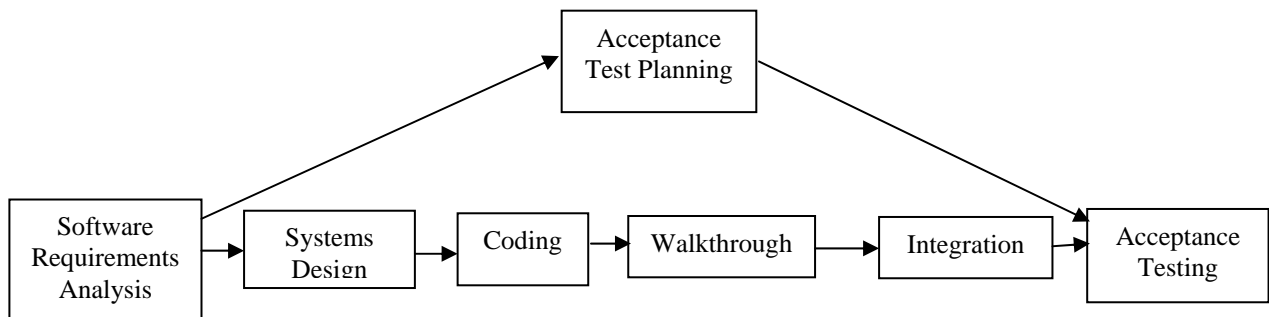 Acceptance
Test Planning
Software
Requirements
Analysis
Systems
Design
Coding
Walkthrough
Integration
Acceptance
Testing